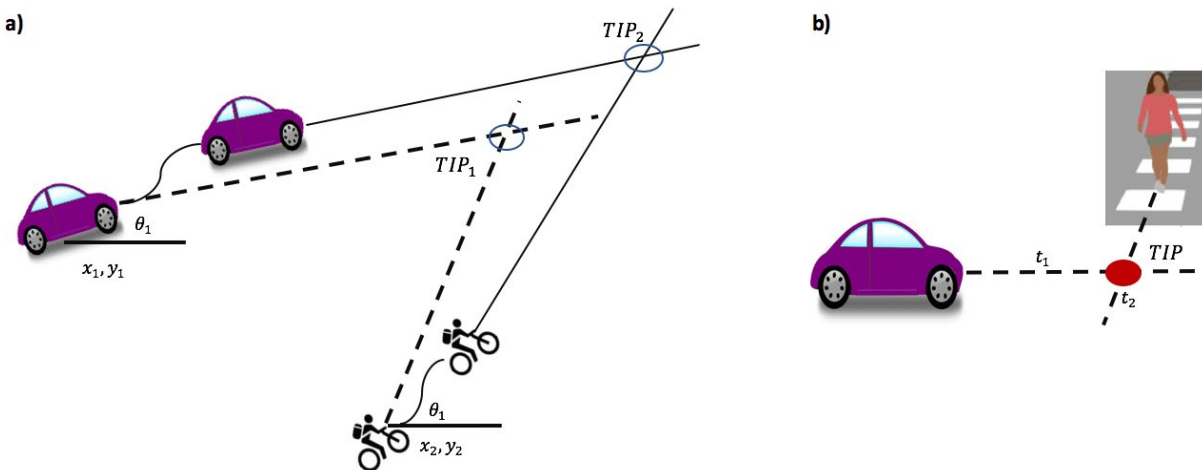 a)
TIP₂
TIP₁
θ₁
x₁, y₁
θ₁
x₂, y₂
b)
t₁
TIP
t₂